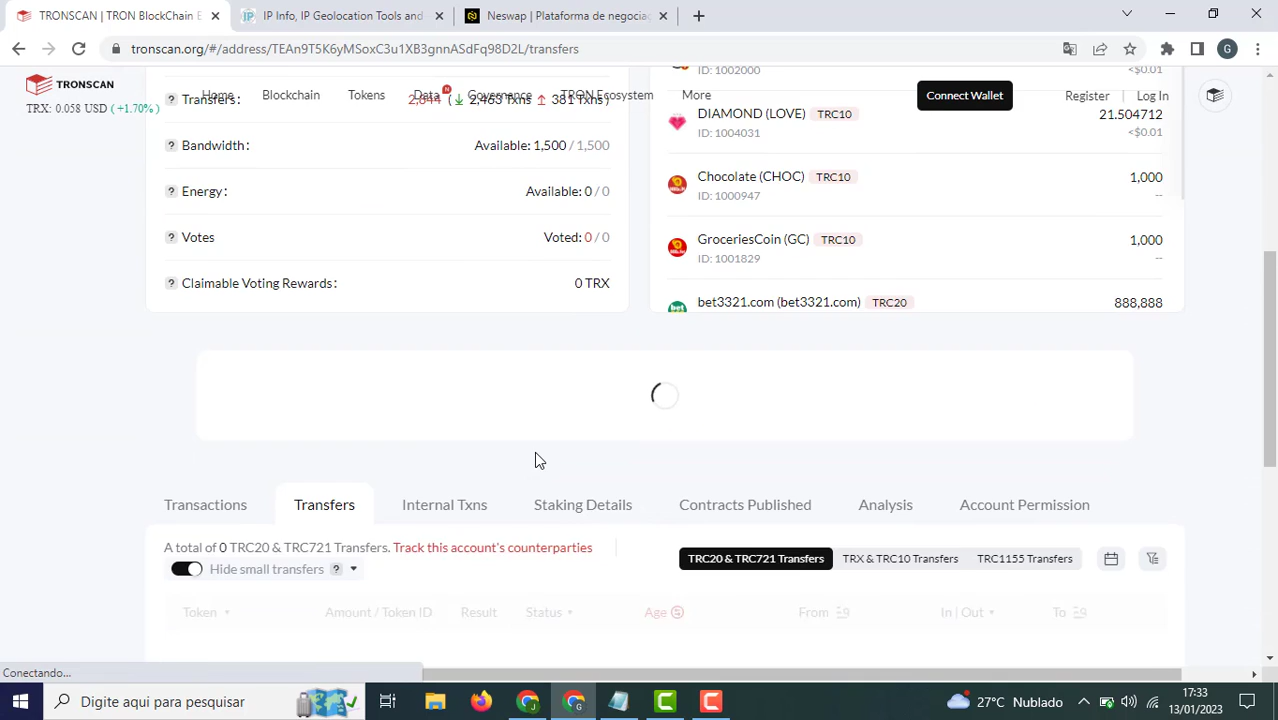 TRONSCAN | TRON BlockChain E
IP Info, IP Geolocation Tools and
Neswap | Plataforma de negociaç
tronscan.org/#/address/TEAn9T5K6yMSoxC3u1XB3gnnASdFq98D2L/transfers
G
TRONSCAN
TRX: 0.058 USD ( +1.70% )
Home
Blockchain
Tokens
Data
N
Governance
TRON Ecosystem
More
Connect Wallet
Register
Log In
Transfers:
2,844 ( ↓ 2,463 Txns ↑ 381 Txns )
? Bandwidth:
Available: 1,500 / 1,500
? Energy:
Available: 0 / 0
? Votes
Voted: 0 / 0
? Claimable Voting Rewards:
0 TRX
ID: 1002000
<$0.01
DIAMOND (LOVE) TRC10
21.504712
ID: 1004031
<$0.01
Chocolate (CHOC) TRC10
1,000
ID: 1000947
--
GroceriesCoin (GC) TRC10
1,000
ID: 1001829
--
bet3321.com (bet3321.com) TRC20
888,888
Transactions
Transfers
Internal Txns
Staking Details
Contracts Published
Analysis
Account Permission
A total of 0 TRC20 & TRC721 Transfers. Track this account's counterparties
TRC20 & TRC721 Transfers
TRX & TRC10 Transfers
TRC1155 Transfers
Hide small transfers ?
Token
Amount / Token ID
Result
Status
Age
From
In | Out
To
Conectando...
Digite aqui para pesquisar
27°C Nublado
17:33
13/01/2023